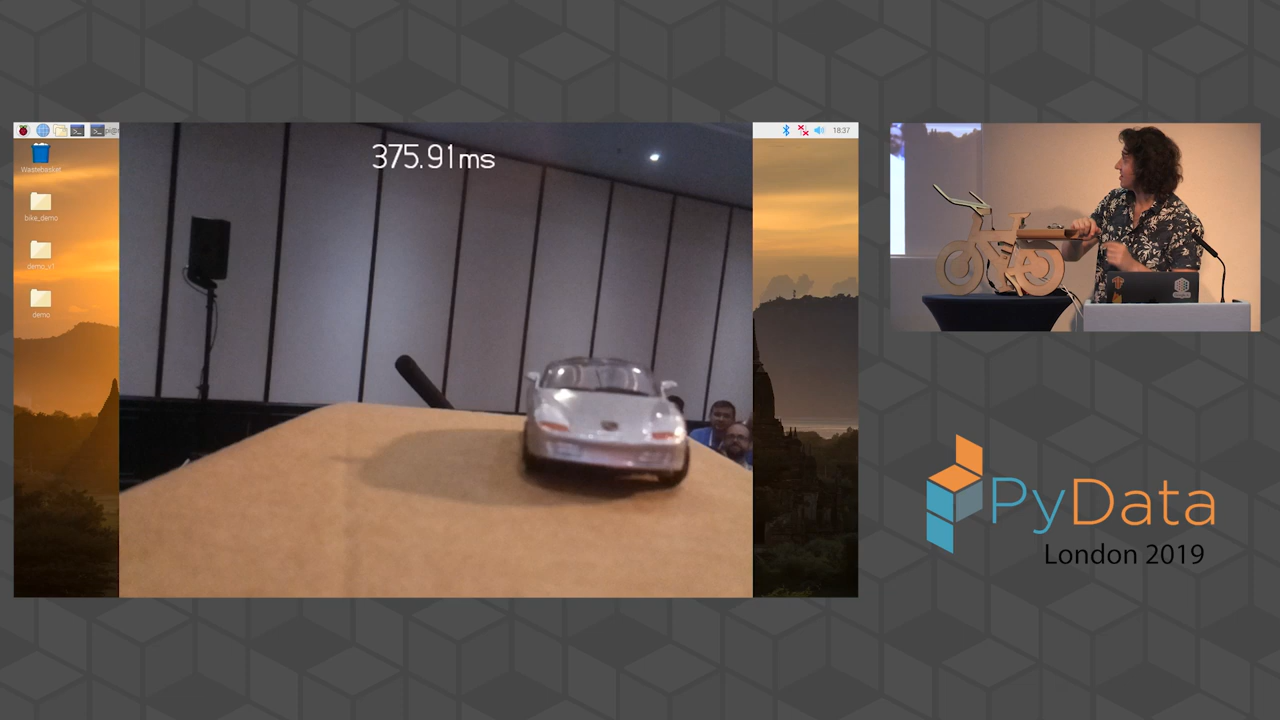 18:37
Wastebasket
bike_demo
demo_v1
demo
375.91ms
PyData
London 2019